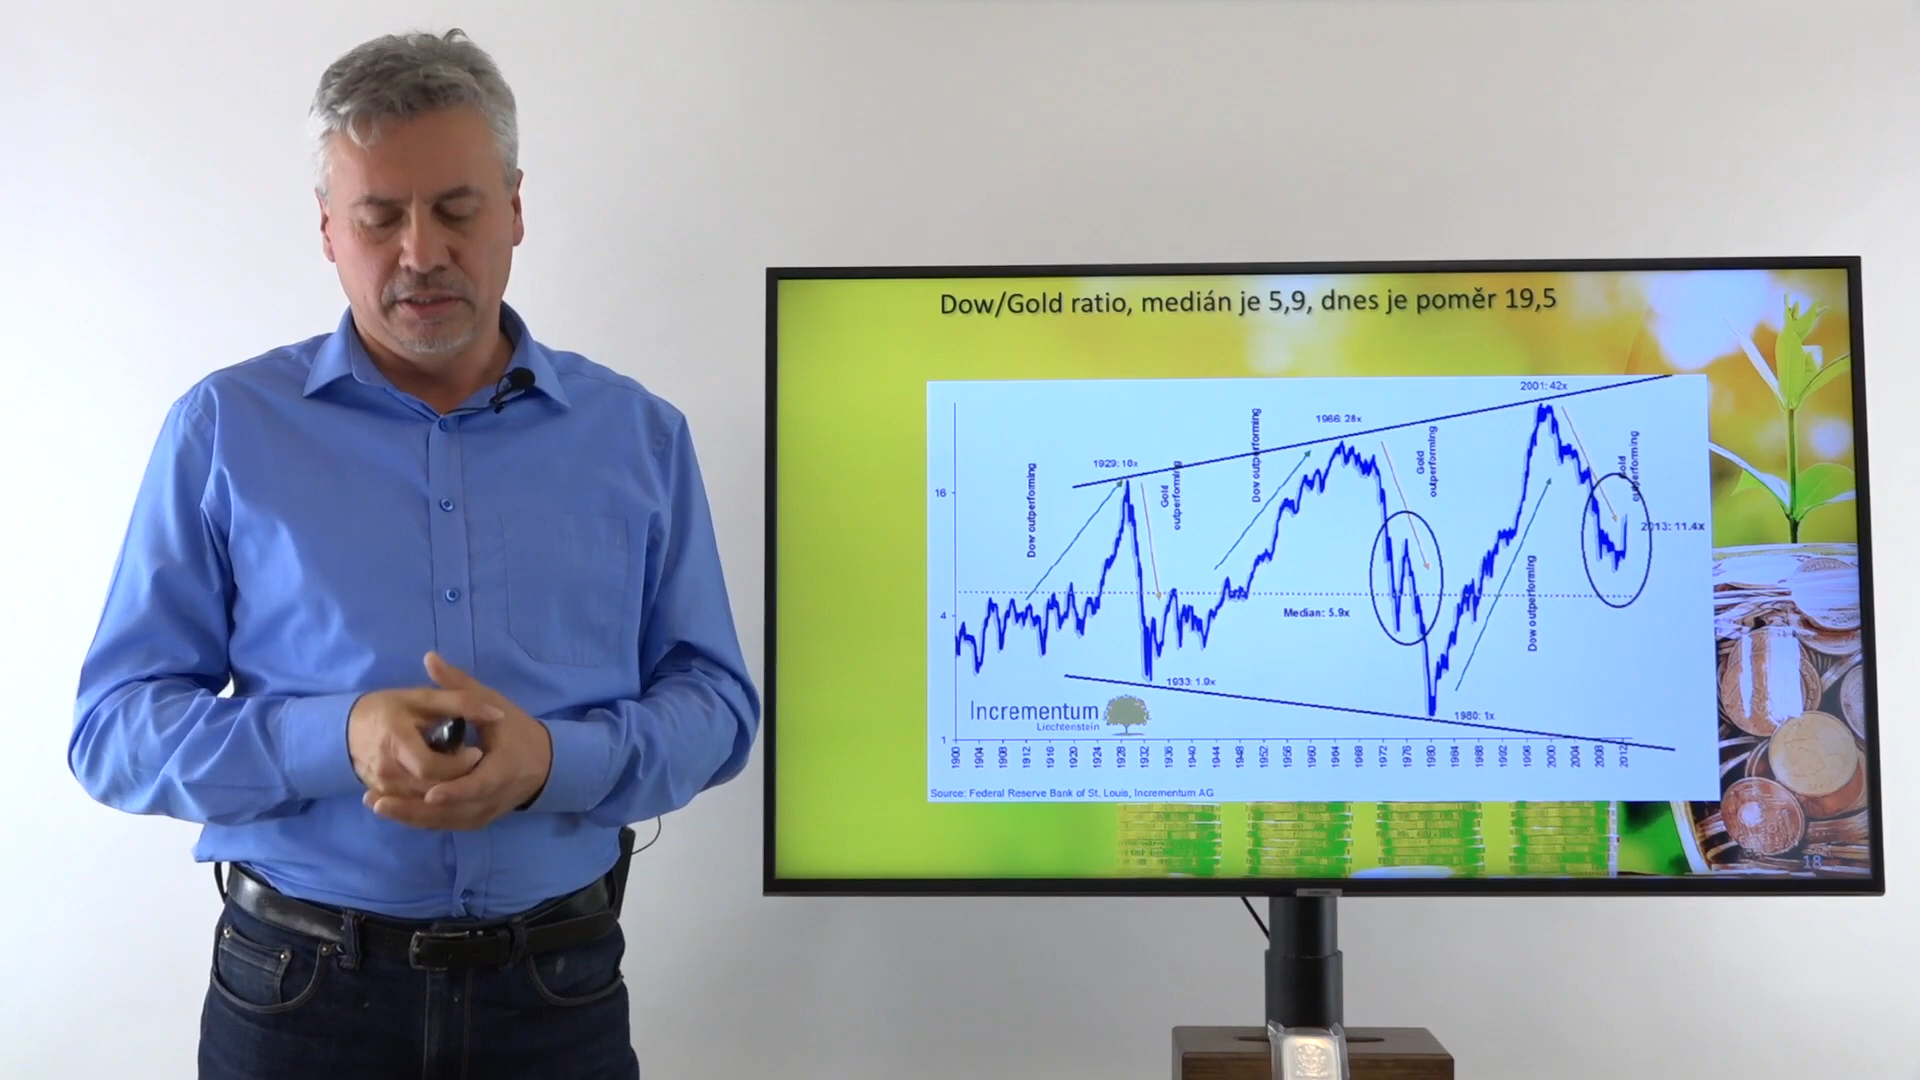 Dow/Gold ratio, medián je 5,9, dnes je poměr 19,5
2001: 42x
1966: 28x
1929: 18x
Dow outperforming
Gold
outperforming
Dow outperforming
Gold
outperforming
Gold
outperforming
16
2013: 11.4x
Dow outperforming
Median: 5.9x
4
1933: 1.9x
Incrementum
Liechtenstein
1980: 1x
1
1900 1904 1908 1912 1916 1920 1924 1928 1932 1936 1940 1944 1948 1952 1956 1960 1964 1968 1972 1976 1980 1984 1988 1992 1996 2000 2004 2008 2012
Source: Federal Reserve Bank of St. Louis, Incrementum AG
18